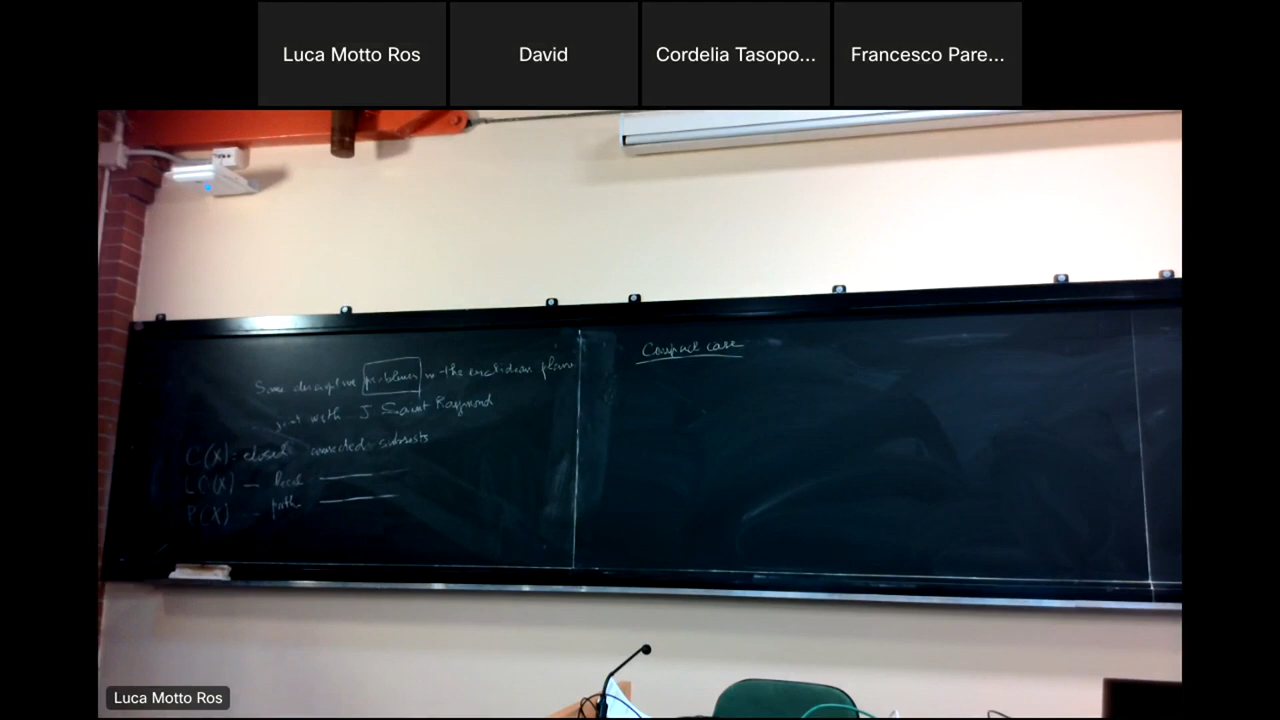 Luca Motto Ros
David
Cordelia Tasopo...
Francesco Pare...
Compact case
Some descriptive problems in the euclidean plane
joint with J Saint Raymond
C(X): closed connected subsets
LC(X) — local ———
P(X) — path ———
Luca Motto Ros